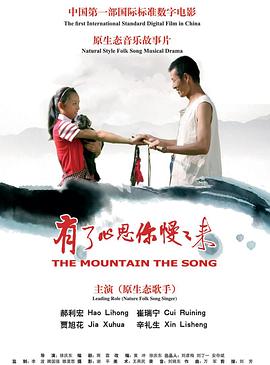 中国第一部国际标准数字电影
The first International Standard Digital Film in China
原生态音乐故事片
Natural Style Folk Song Musical Drama
有了心思你慢慢来
THE MOUNTAIN THE SONG
主演（原生态歌手）
Leading Role (Nature Folk Song Singer)
郝利宏 Hao Lihong 崔瑞宁 Cui Ruining
贾旭花 Jia Xuhua 辛礼生 Xin Lisheng